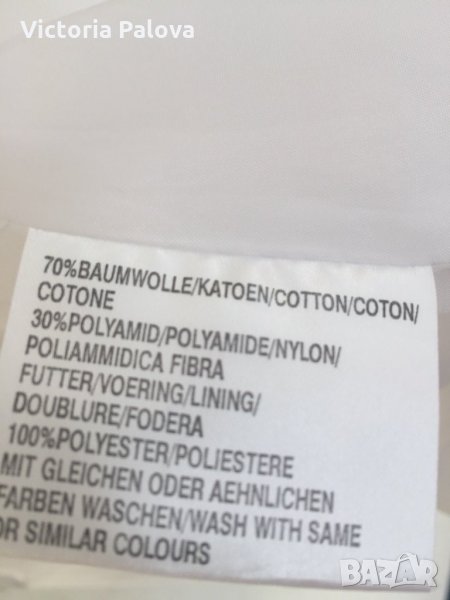 Victoria Palova
70%BAUMWOLLE/KATOEN/COTTON/COTON/
COTONE
30%POLYAMID/POLYAMIDE/NYLON/
POLIAMMIDICA FIBRA
FUTTER/VOERING/LINING/
DOUBLURE/FODERA
100%POLYESTER/POLIESTERE
MIT GLEICHEN ODER AEHNLICHEN
FARBEN WASCHEN/WASH WITH SAME
OR SIMILAR COLOURS
BAZAR